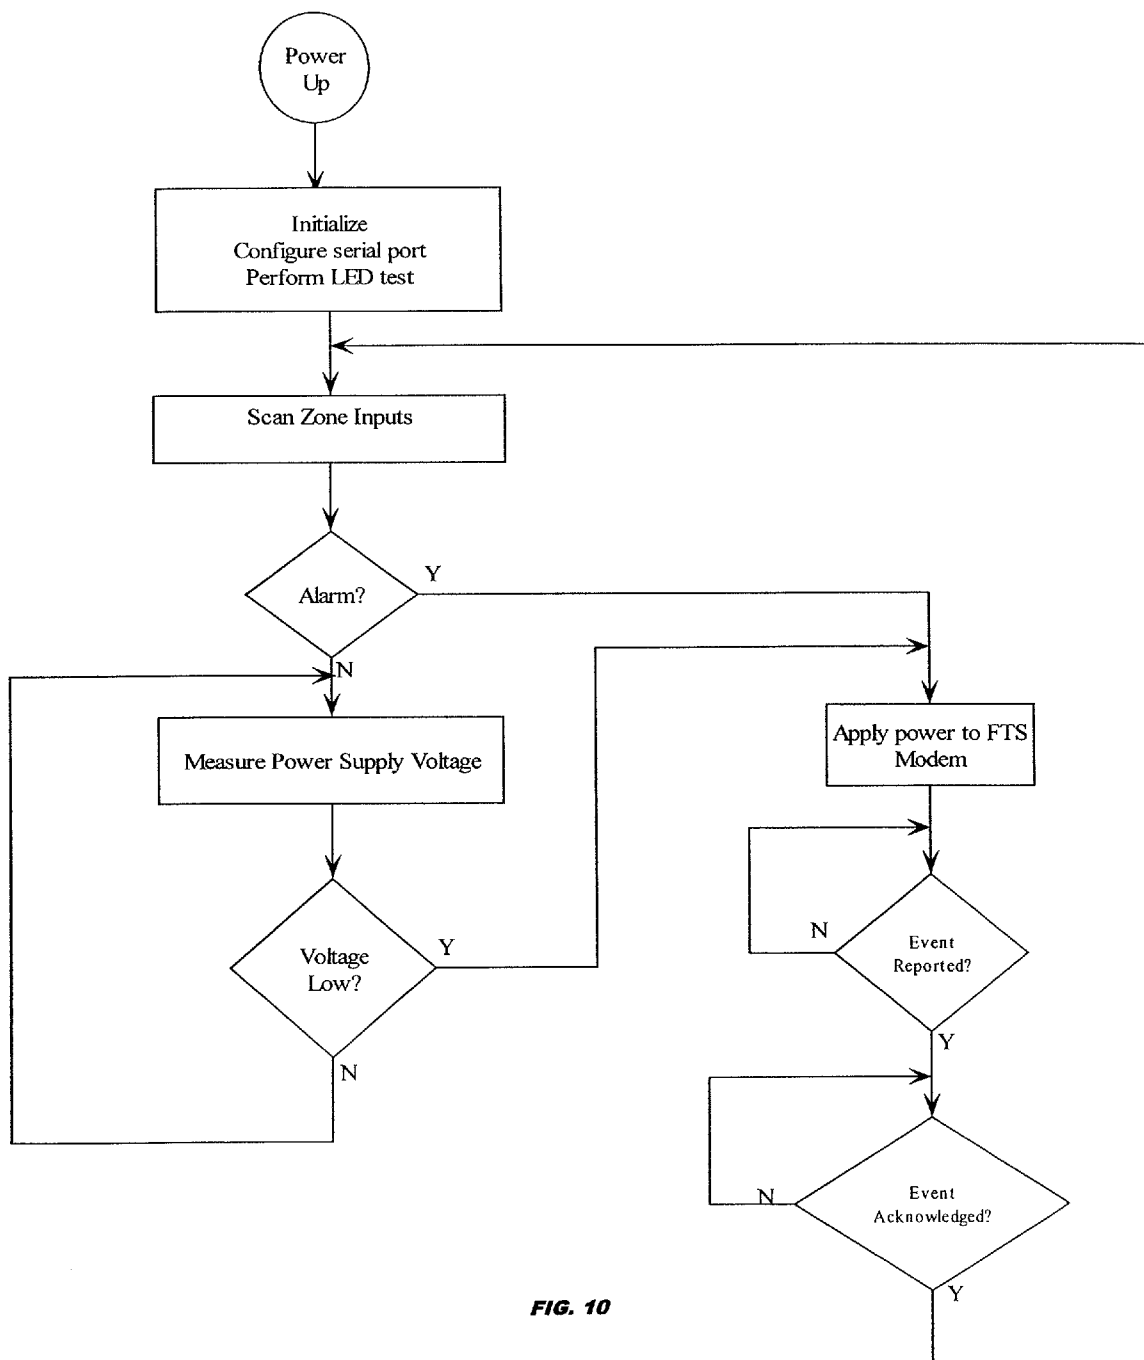 Power
Up
Initialize
Configure serial port
Perform LED test
Scan Zone Inputs
Alarm?
Y
N
Measure Power Supply Voltage
Apply power to FTS
Modem
Voltage
Low?
Y
N
Event
Reported?
N
Y
Event
Acknowledged?
N
Y
FIG. 10